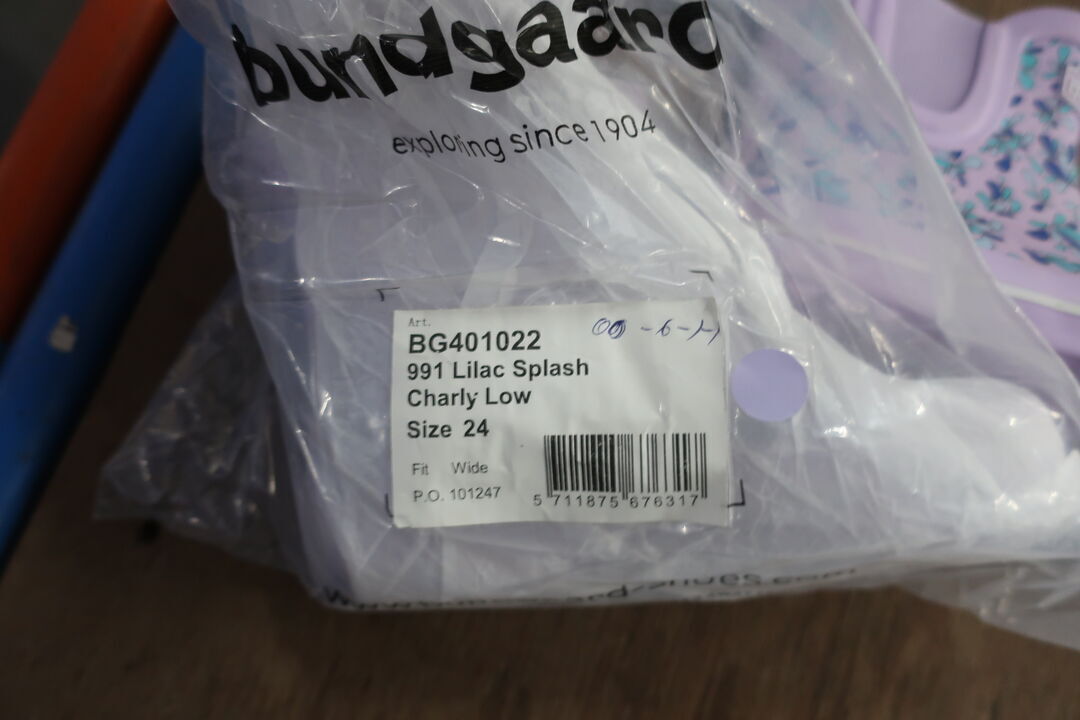 bundgaard
exploring since 1904
Art.
BG401022
991 Lilac Splash
Charly Low
Size 24
Fit Wide
P.O. 101247
5 711875 676317